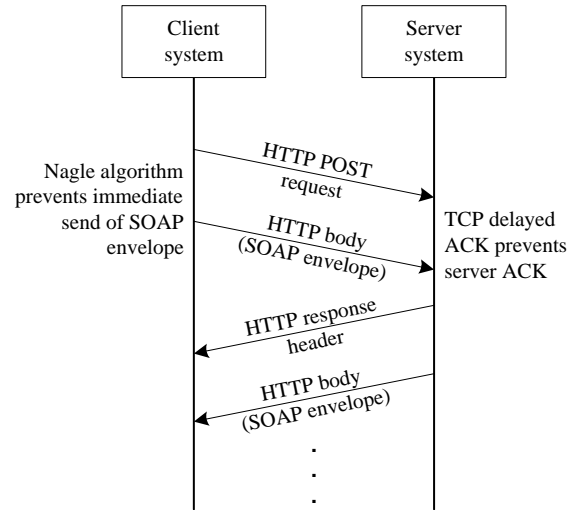 Client
system
Server
system
HTTP POST
request
Nagle algorithm
prevents immediate
send of SOAP
envelope
HTTP body
(SOAP envelope)
TCP delayed
ACK prevents
server ACK
HTTP response
header
HTTP body
(SOAP envelope)
.
.
.